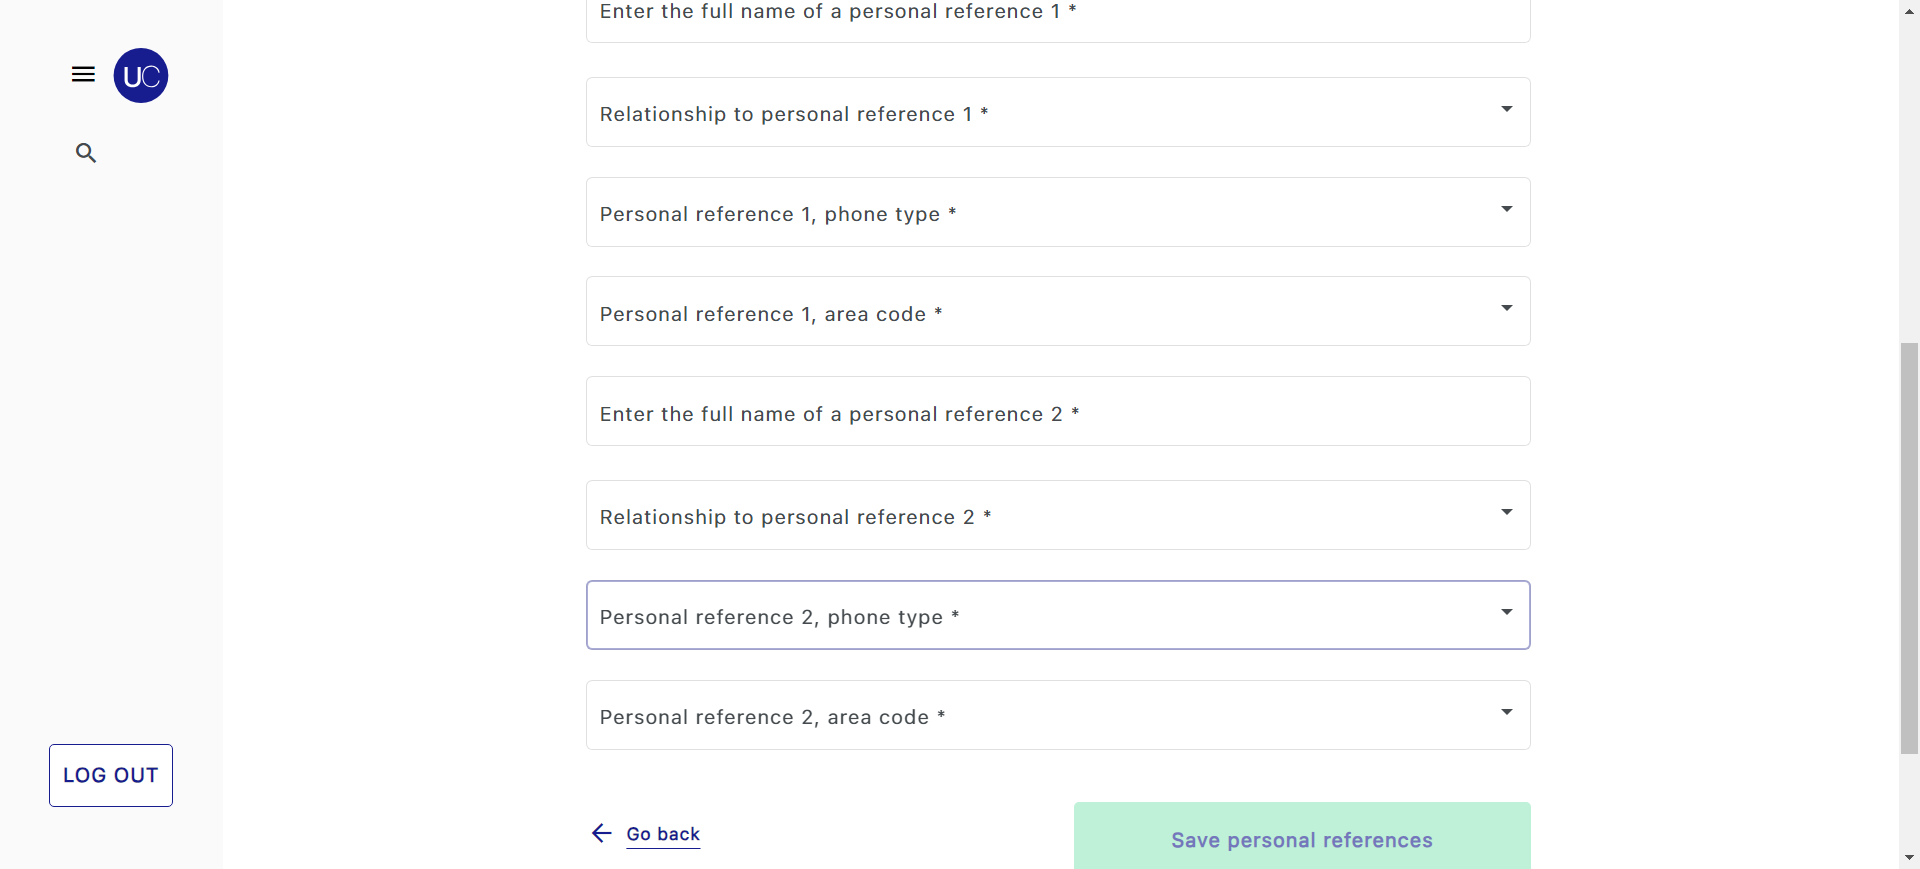 Enter the full name of a personal reference 1 *
UC
Relationship to personal reference 1 *
Personal reference 1, phone type *
Personal reference 1, area code *
Enter the full name of a personal reference 2 *
Relationship to personal reference 2 *
Personal reference 2, phone type *
Personal reference 2, area code *
LOG OUT
Go back
Save personal references